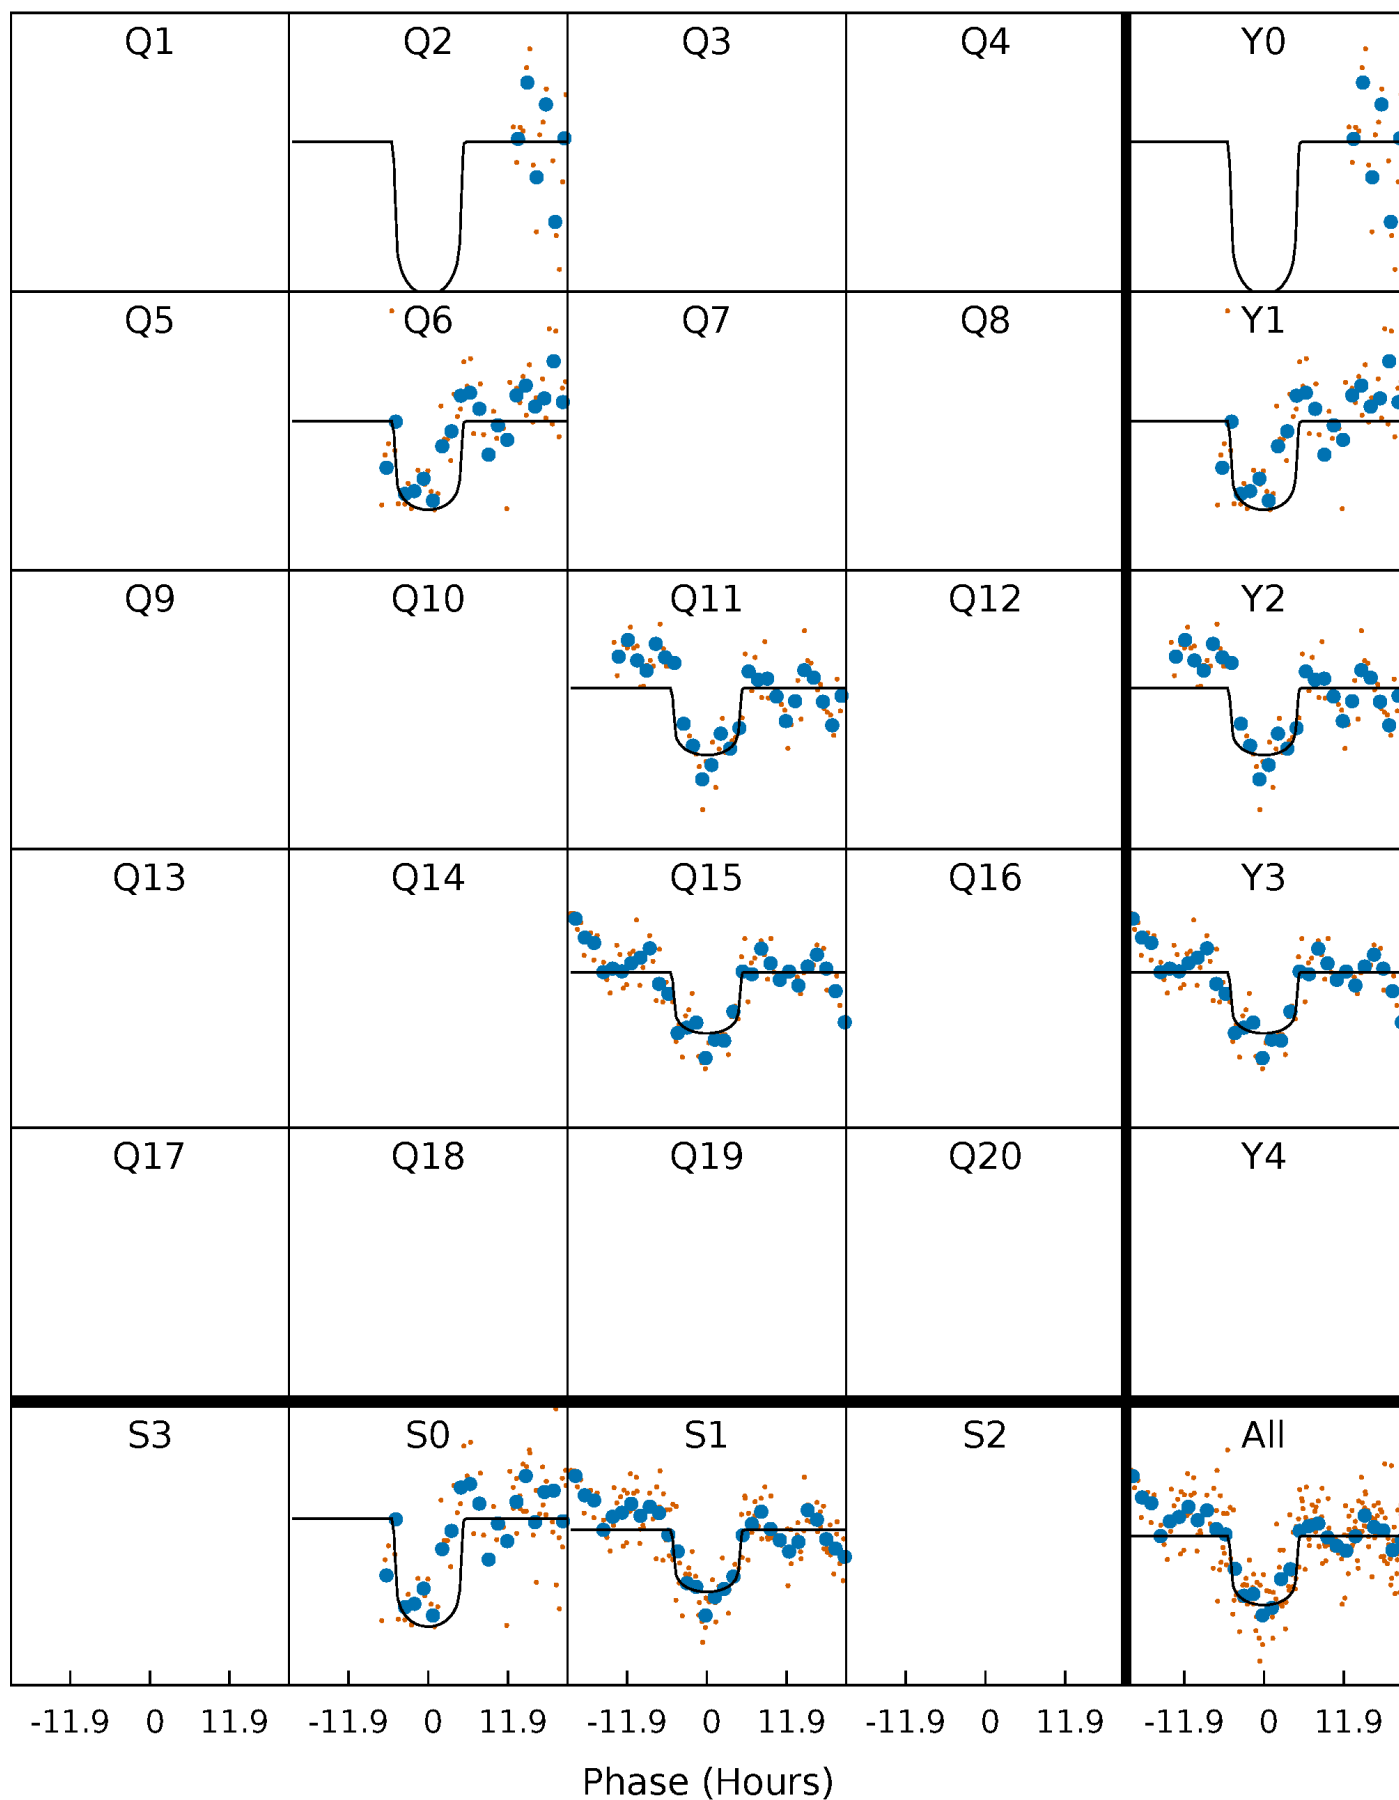 Q1 Q2 Q3 Q4 Y0
Q5 Q6 Q7 Q8 Y1
Q9 Q10 Q11 Q12 Y2
Q13 Q14 Q15 Q16 Y3
Q17 Q18 Q19 Q20 Y4
S3 S0 S1 S2 All
-11.9 0 11.9 -11.9 0 11.9 -11.9 0 11.9 -11.9 0 11.9 -11.9 0 11.9
Phase (Hours)